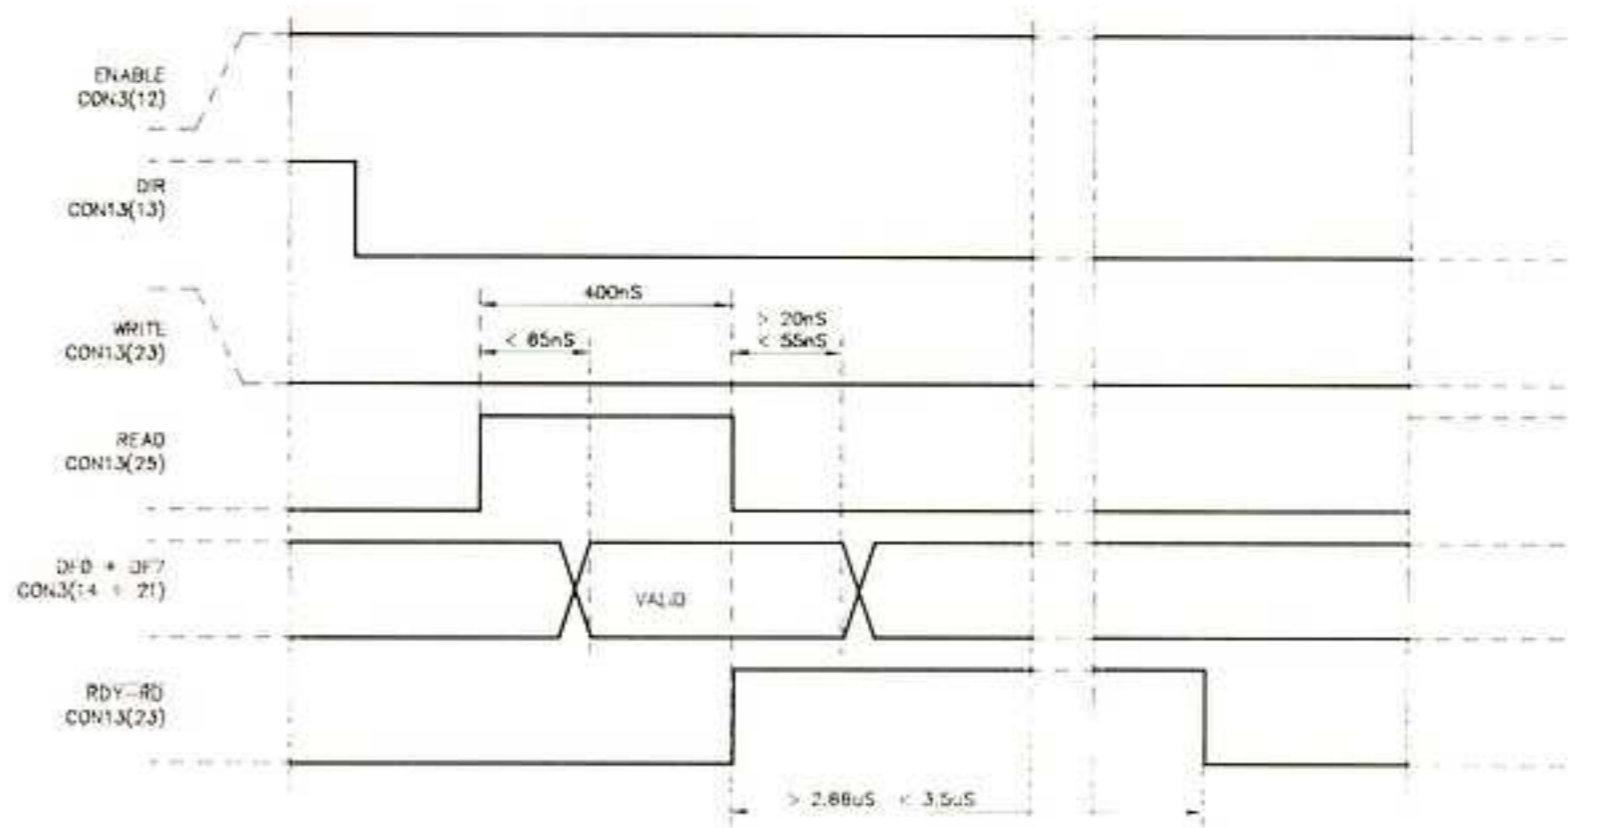 ENABLE
CON3(12)
DIR
CON13(13)
400nS
> 20nS
< 55nS
WRITE
CON13(23)
< 85nS
READ
CON13(25)
CON3(14 ÷ 21)
VALID
RDY-RD
CON13(23)
> 2.88uS < 3.5uS